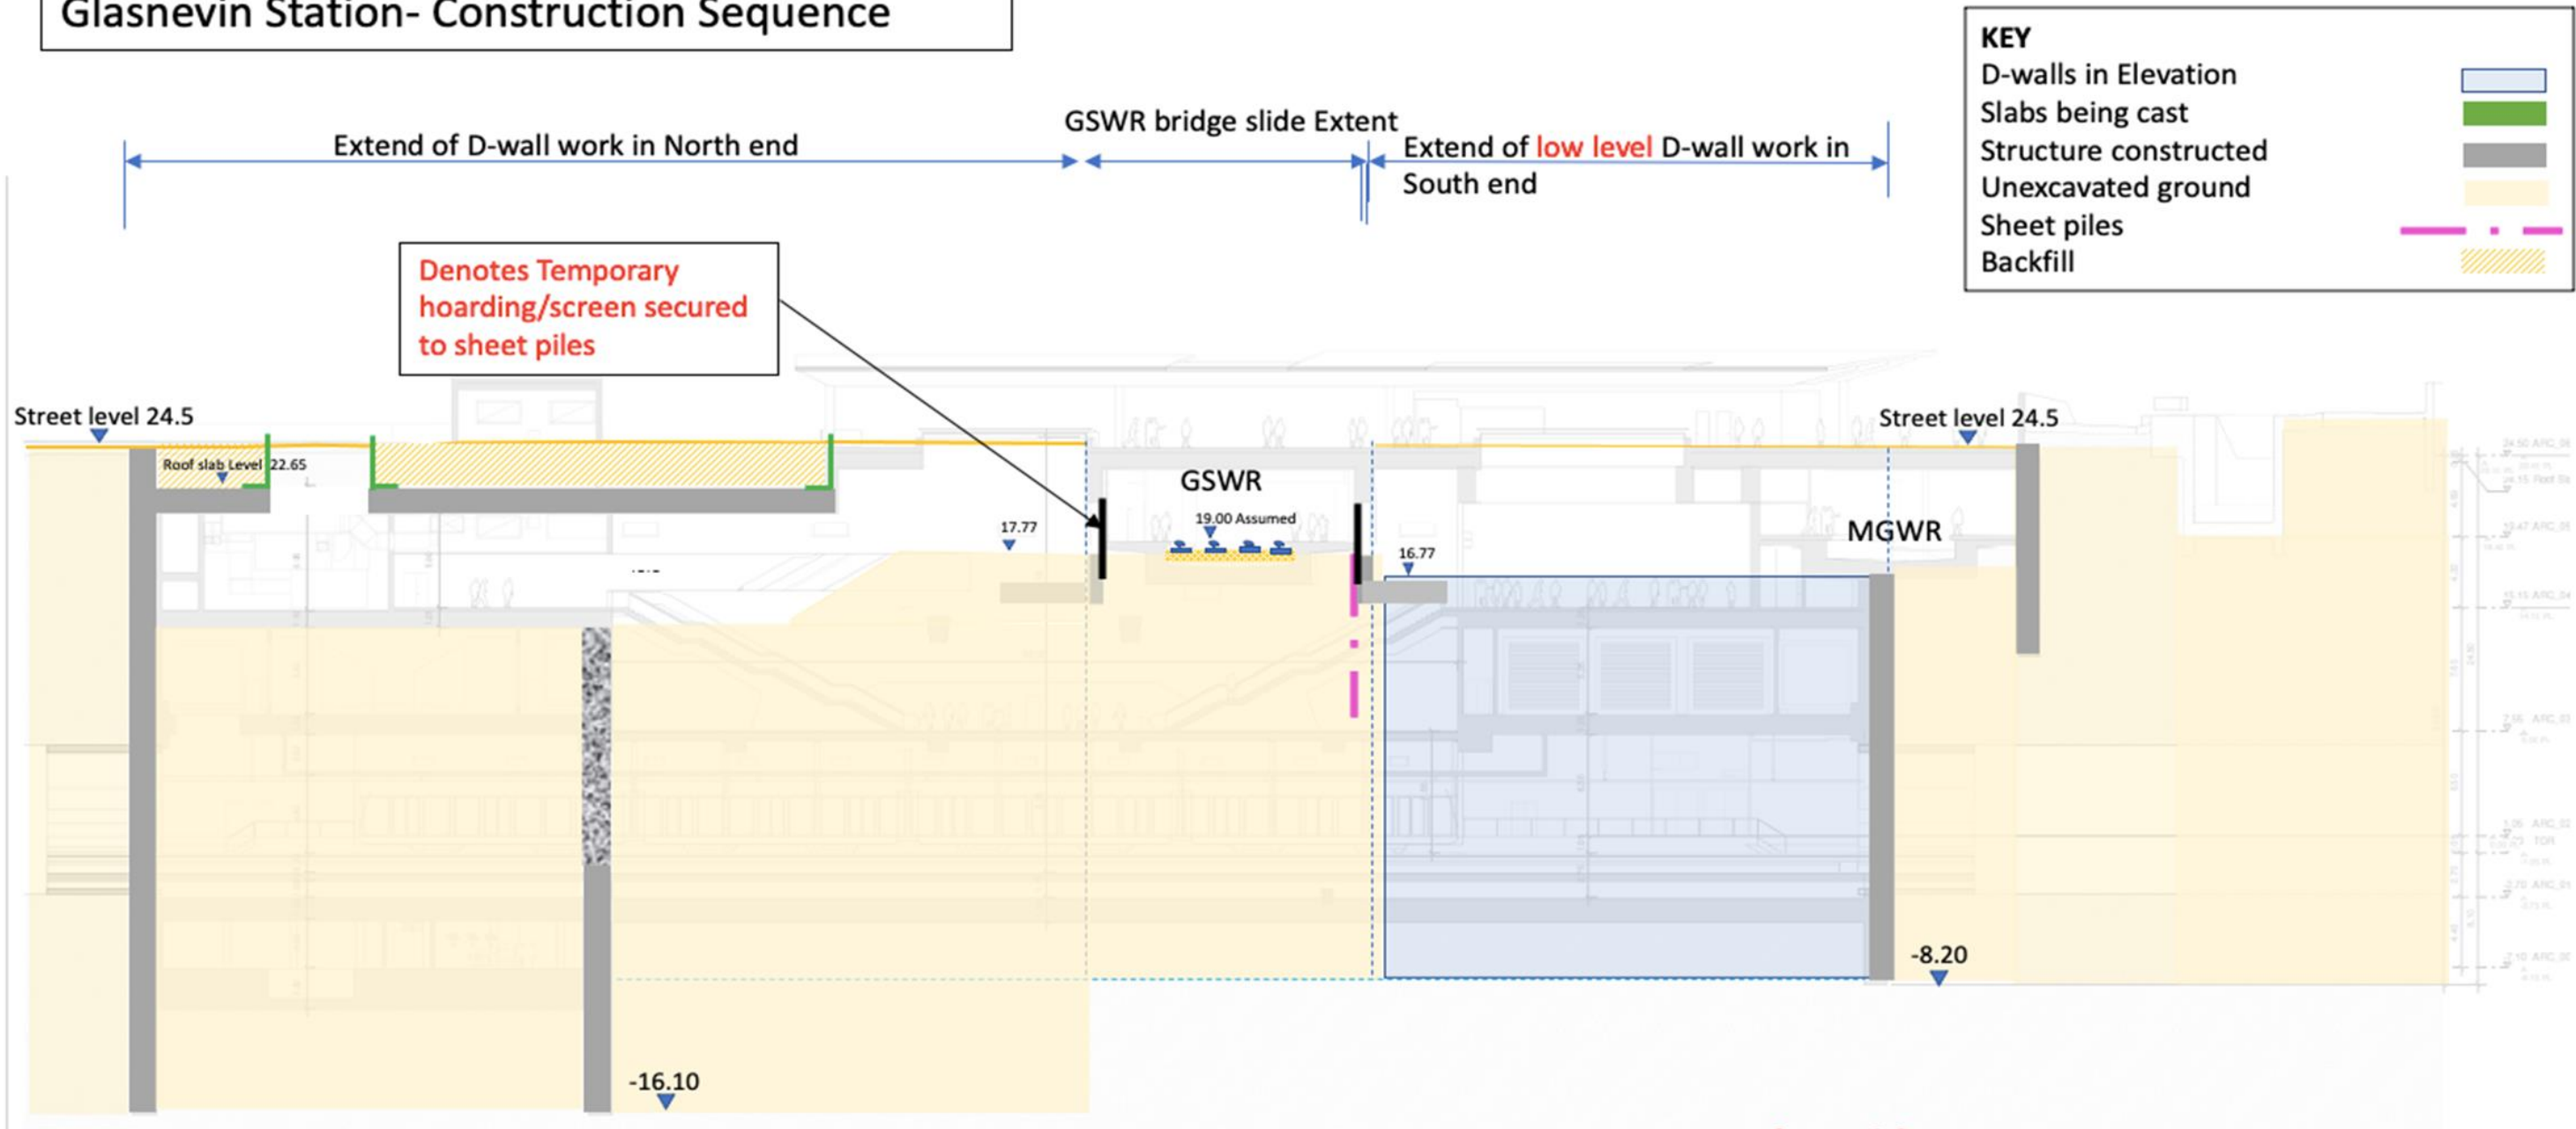 Glasnevin Station- Construction Sequence
KEY
D-walls in Elevation
Slabs being cast
Structure constructed
Unexcavated ground
Sheet piles
Backfill
GSWR bridge slide Extent
Extend of D-wall work in North end
Extend of low level D-wall work in
South end
Denotes Temporary
hoarding/screen secured
to sheet piles
Street level 24.5
Street level 24.5
Roof slab Level 22.65
GSWR
19.00 Assumed
17.77
16.77
MGWR
-8.20
-16.10